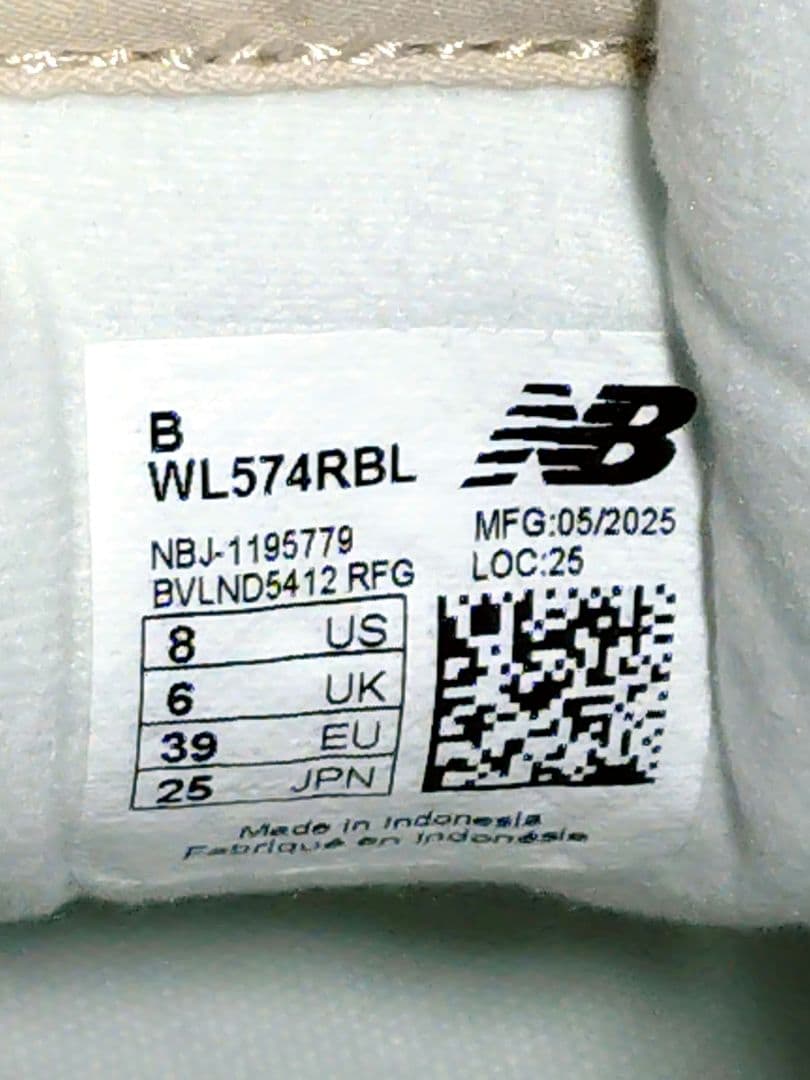 B
WL574RBL
NB
NBJ-1195779
BVLND5412 RFG
MFG:05/2025
LOC:25
8 US
6 UK
39 EU
25 JPN
Made in Indonesia
Fabriqué en Indonésie